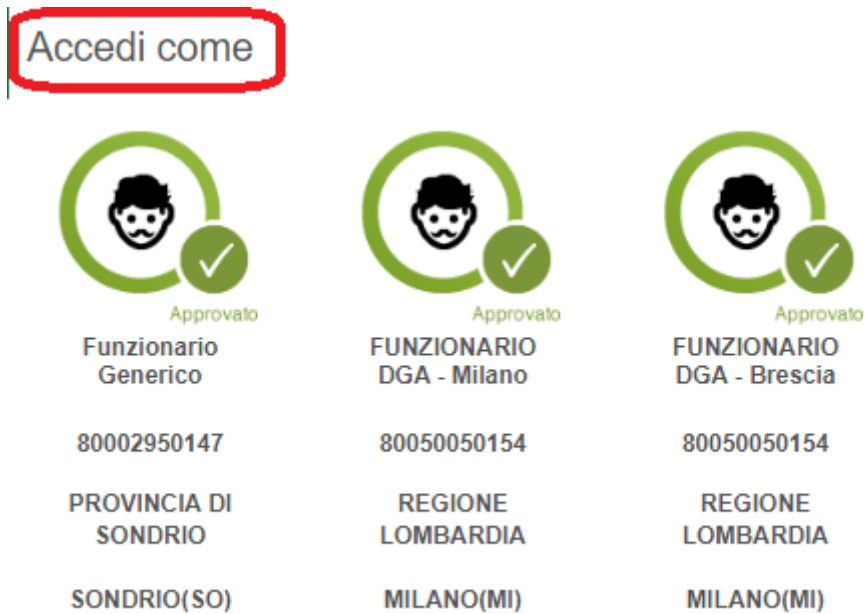 Accedi come
Approvato
Approvato
Approvato
Funzionario
Generico
FUNZIONARIO
DGA - Milano
FUNZIONARIO
DGA - Brescia
80002950147
80050050154
80050050154
PROVINCIA DI
SONDRIO
REGIONE
LOMBARDIA
REGIONE
LOMBARDIA
SONDRIO(SO)
MILANO(MI)
MILANO(MI)